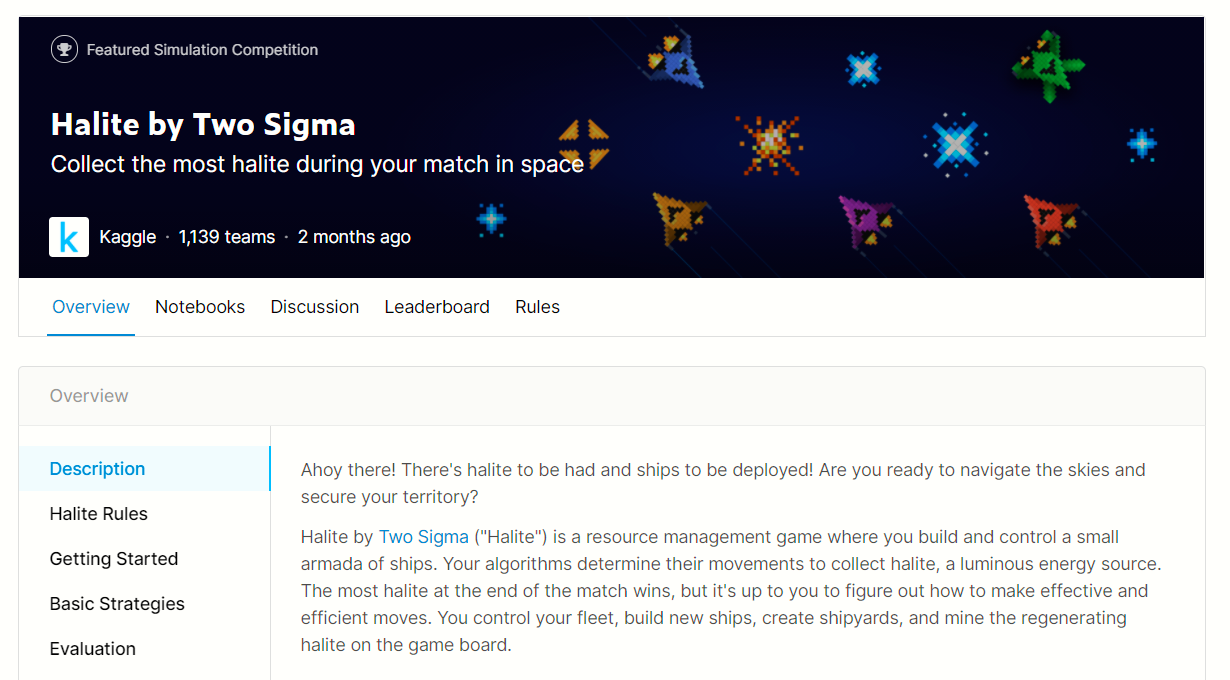 Featured Simulation Competition
Halite by Two Sigma
Collect the most halite during your match in space
k
Kaggle · 1,139 teams · 2 months ago
Overview Notebooks Discussion Leaderboard Rules
Overview
Description
Halite Rules
Getting Started
Basic Strategies
Evaluation
Ahoy there! There's halite to be had and ships to be deployed! Are you ready to navigate the skies and
secure your territory?
Halite by Two Sigma ("Halite") is a resource management game where you build and control a small
armada of ships. Your algorithms determine their movements to collect halite, a luminous energy source.
The most halite at the end of the match wins, but it's up to you to figure out how to make effective and
efficient moves. You control your fleet, build new ships, create shipyards, and mine the regenerating
halite on the game board.